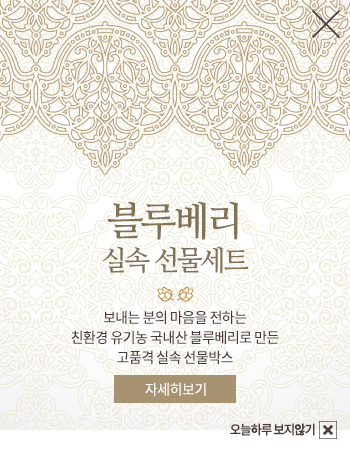 블루베리
실속 선물세트
보내는 분의 마음을 전하는
친환경 유기농 국내산 블루베리로 만든
고품격 실속 선물박스
자세히보기
오늘하루 보지않기